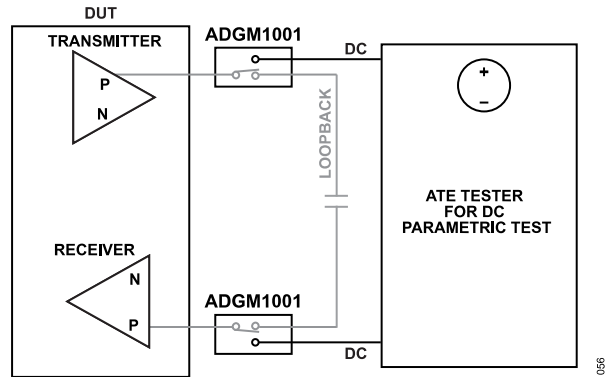 DUT
TRANSMITTER
P
N
ADGM1001
DC
LOOPBACK
+
−
ATE TESTER
FOR DC
PARAMETRIC TEST
RECEIVER
N
P
ADGM1001
DC
056